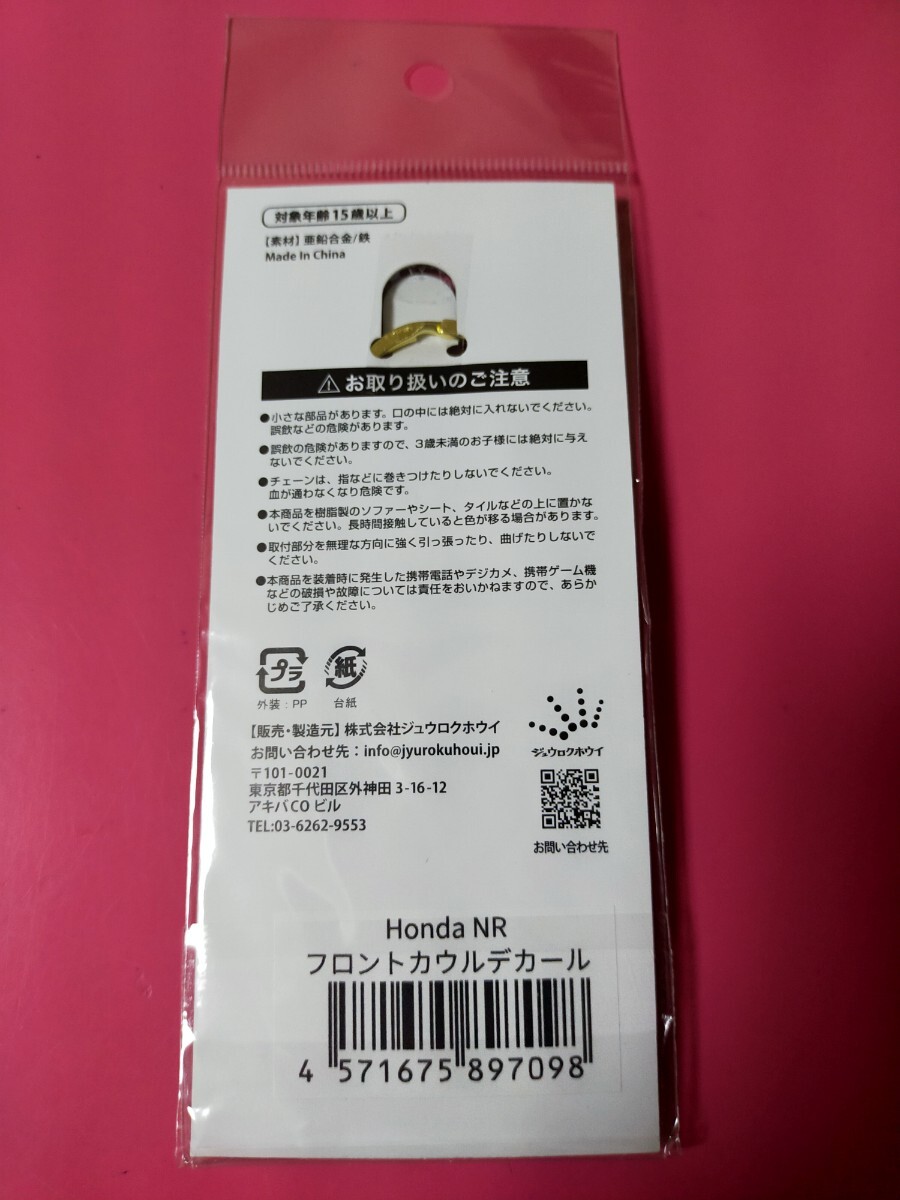 対象年齢15歳以上
【素材】亜鉛合金/鉄
Made In China
⚠お取り扱いのご注意
●小さな部品があります。口の中には絶対に入れないでください。
誤飲などの危険があります。
●誤飲の危険がありますので、3歳未満のお子様には絶対に与え
ないでください。
●チェーンは、指などに巻きつけたりしないでください。
血が通わなくなり危険です。
●本商品を樹脂製のソファーやシート、タイルなどの上に置かな
いでください。長時間接触していると色が移る場合があります。
●取付部分を無理な方向に強く引っ張ったり、曲げたりしないで
ください。
●本商品を装着時に発生した携帯電話やデジカメ、携帯ゲーム機
などの破損や故障については責任をおいかねますので、あらか
じめご了承ください。
プラ
紙
外装:PP
台紙
【販売・製造元】株式会社ジュウロクホウイ
お問い合わせ先:info@jyurokuhoui.jp
〒101-0021
東京都千代田区外神田3-16-12
アキバCOビル
TEL:03-6262-9553
ジュウロクホウイ
お問い合わせ先
Honda NR
フロントカウルデカール
4 571675 897098